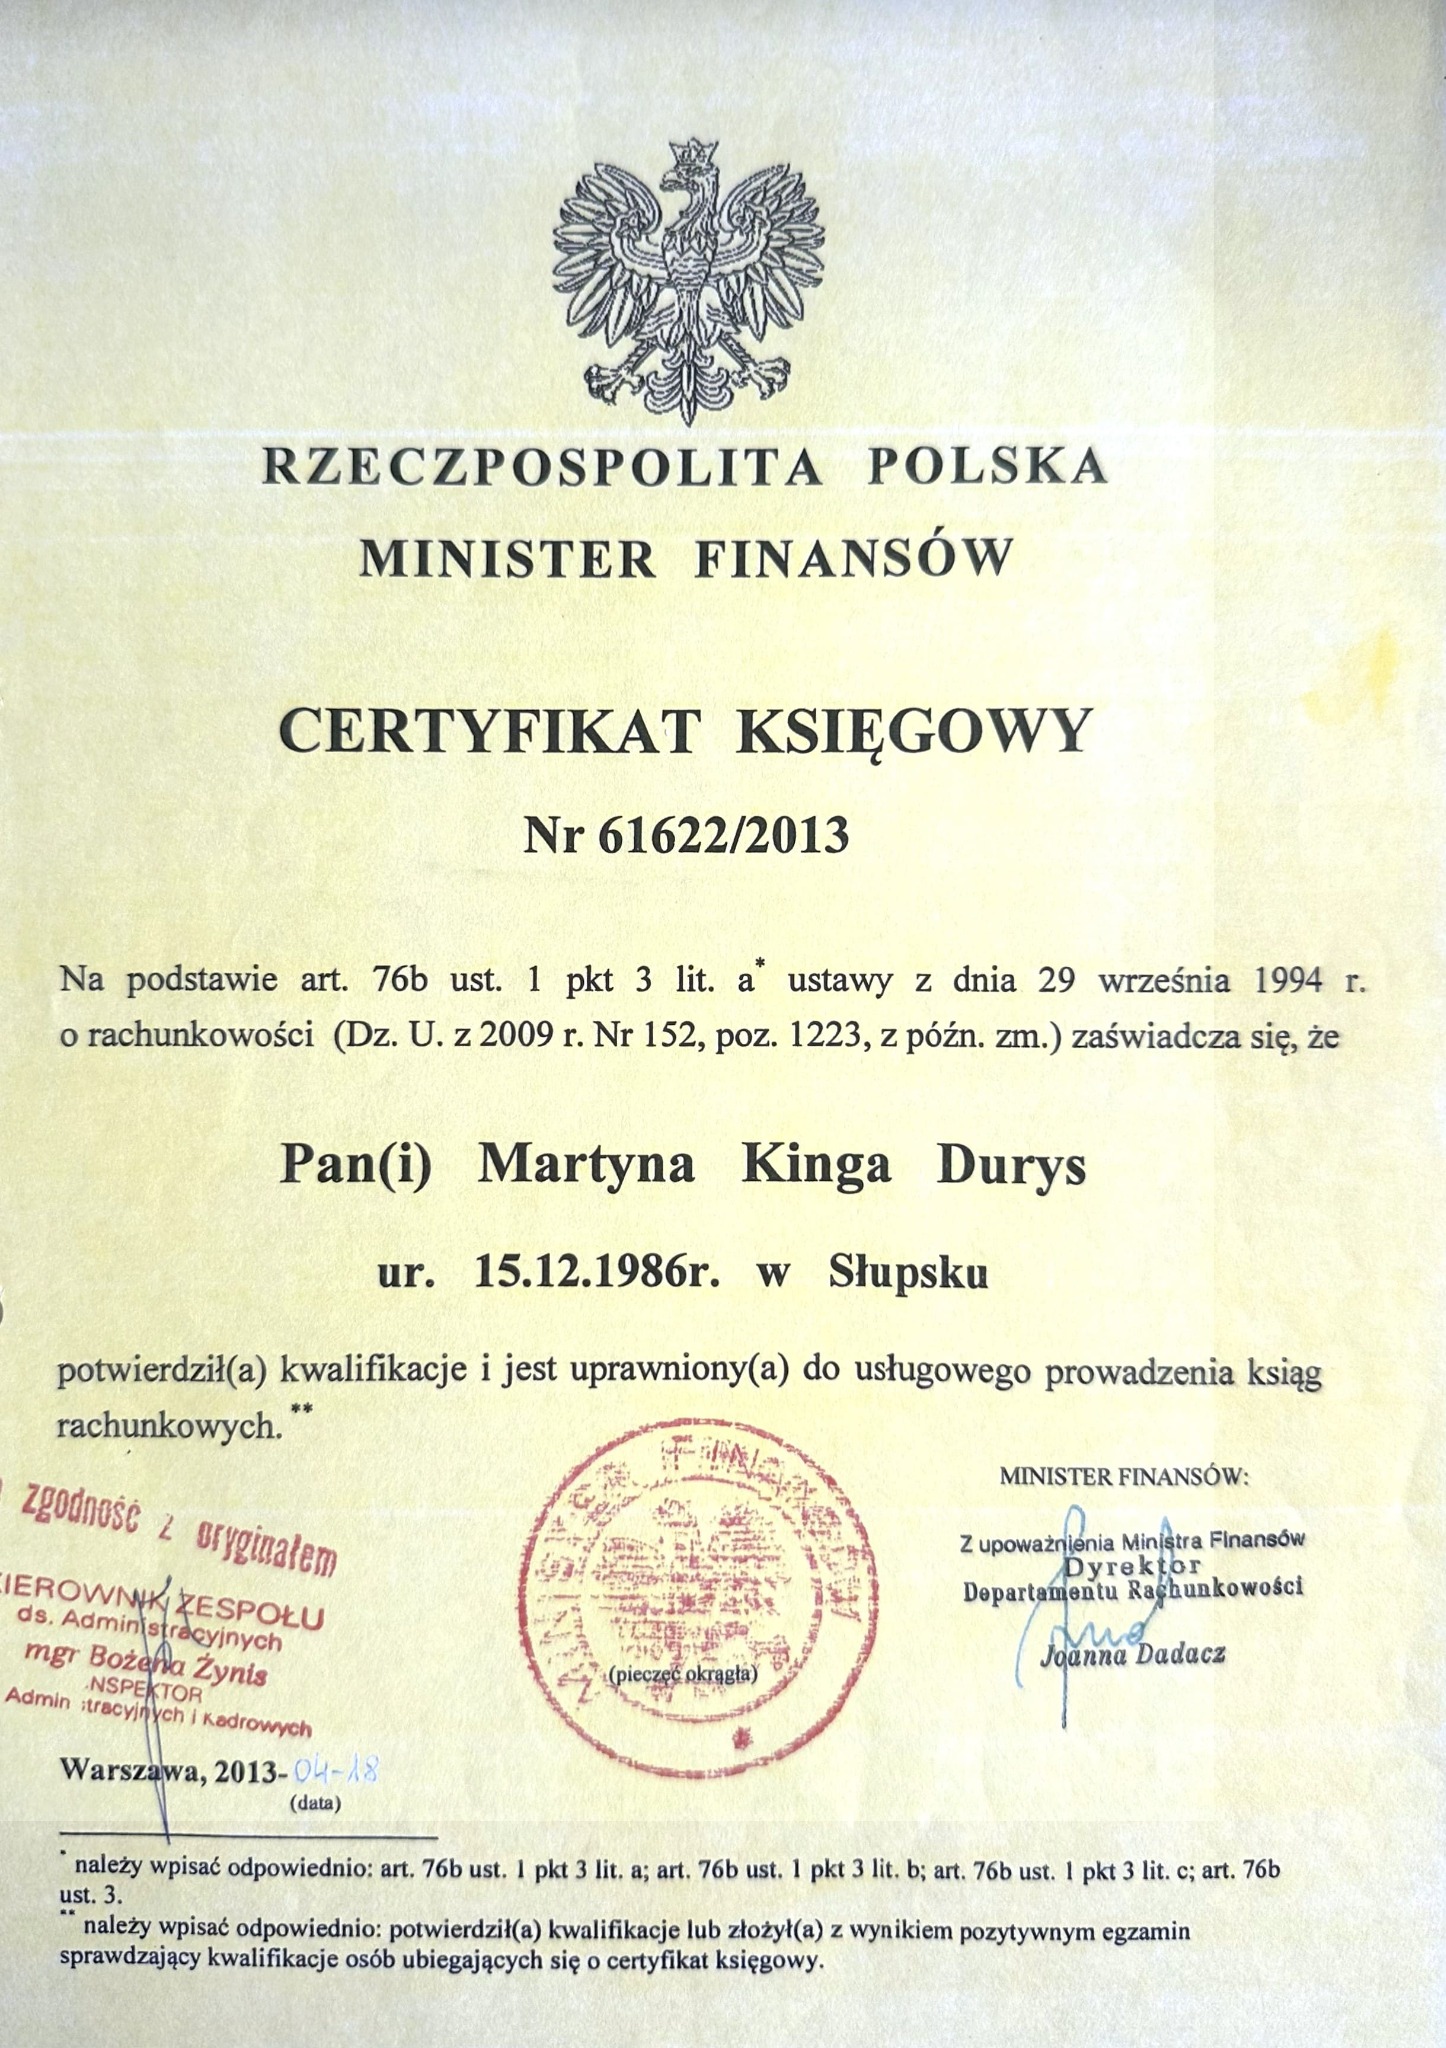 RZECZPOSPOLITA POLSKA
MINISTER FINANSÓW
CERTYFIKAT KSIĘGOWY
Nr 61622/2013
Na podstawie art. 76b ust. 1 pkt 3 lit. a* ustawy z dnia 29 września 1994 r.
o rachunkowości (Dz. U. z 2009 r. Nr 152, poz. 1223, z późn. zm.) zaświadcza się, że
Pan(i) Martyna Kinga Durys
ur. 15.12.1986r. w Słupsku
potwierdził(a) kwalifikacje i jest uprawniony(a) do usługowego prowadzenia ksiąg
rachunkowych.**
zgodność z oryginałem
KIEROWNIK ZESPOŁU
ds. Administracyjnych
mgr Bożena Żynis
INSPEKTOR
Administracyjnych i Kadrowych
MINISTER FINANSÓW
(pieczęć okrągła)
MINISTER FINANSÓW:
Z upoważnienia Ministra Finansów
Dyrektor
Departamentu Rachunkowości
Joanna Dadacz
Warszawa, 2013-04-18
(data)
* należy wpisać odpowiednio: art. 76b ust. 1 pkt 3 lit. a; art. 76b ust. 1 pkt 3 lit. b; art. 76b ust. 1 pkt 3 lit. c; art. 76b
ust. 3.
** należy wpisać odpowiednio: potwierdził(a) kwalifikacje lub złożył(a) z wynikiem pozytywnym egzamin
sprawdzający kwalifikacje osób ubiegających się o certyfikat księgowy.